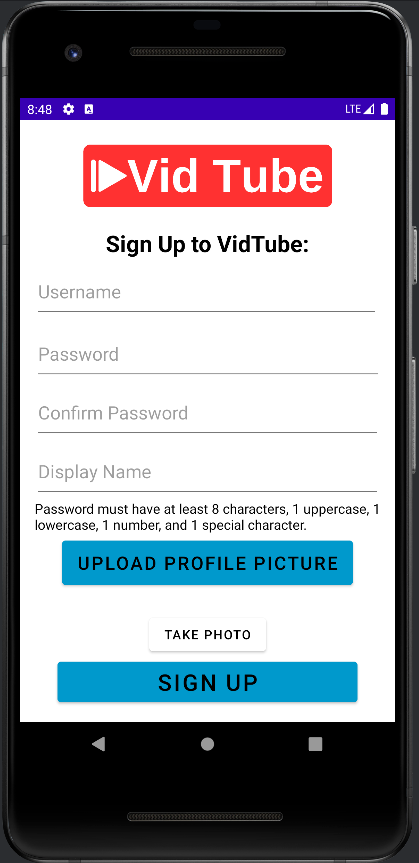 8:48 LTE
Vid Tube
Sign Up to VidTube:
Username
Password
Confirm Password
Display Name
Password must have at least 8 characters, 1 uppercase, 1
lowercase, 1 number, and 1 special character.
UPLOAD PROFILE PICTURE
TAKE PHOTO
SIGN UP